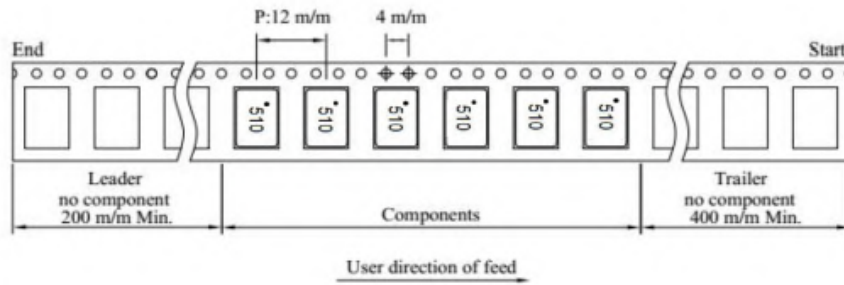 P:12 m/m
4 m/m
End
Start
510
510
510
510
510
510
Leader
no component
200 m/m Min.
Components
Trailer
no component
400 m/m Min.
User direction of feed